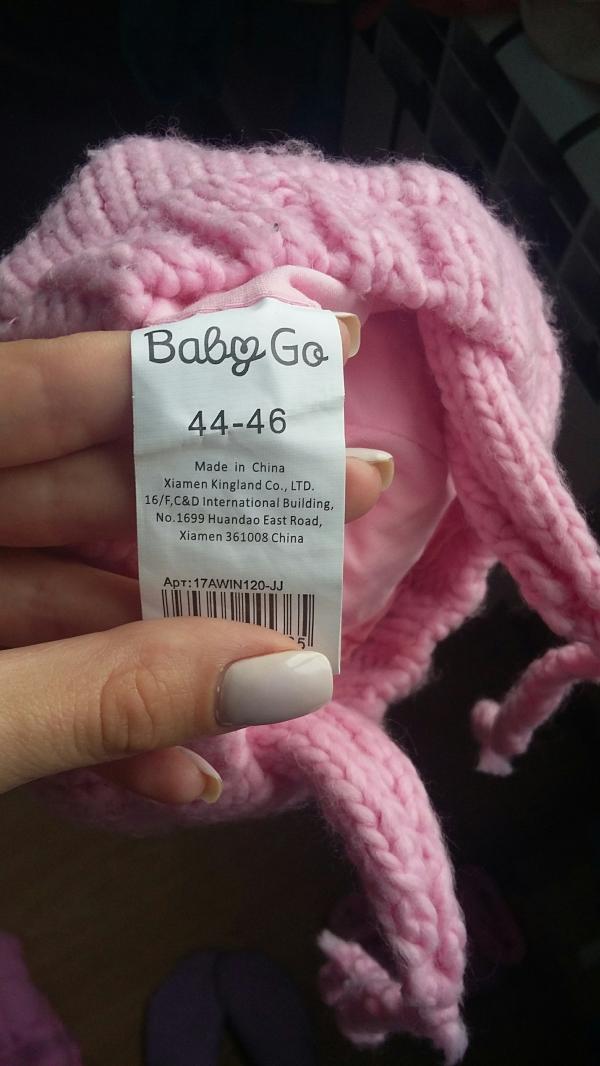 Baby Go
44-46
Made in China
Xiamen Kingland Co., LTD.
16/F,C&D International Building,
No.1699 Huandao East Road,
Xiamen 361008 China
Арт:17AWIN120-JJ
5